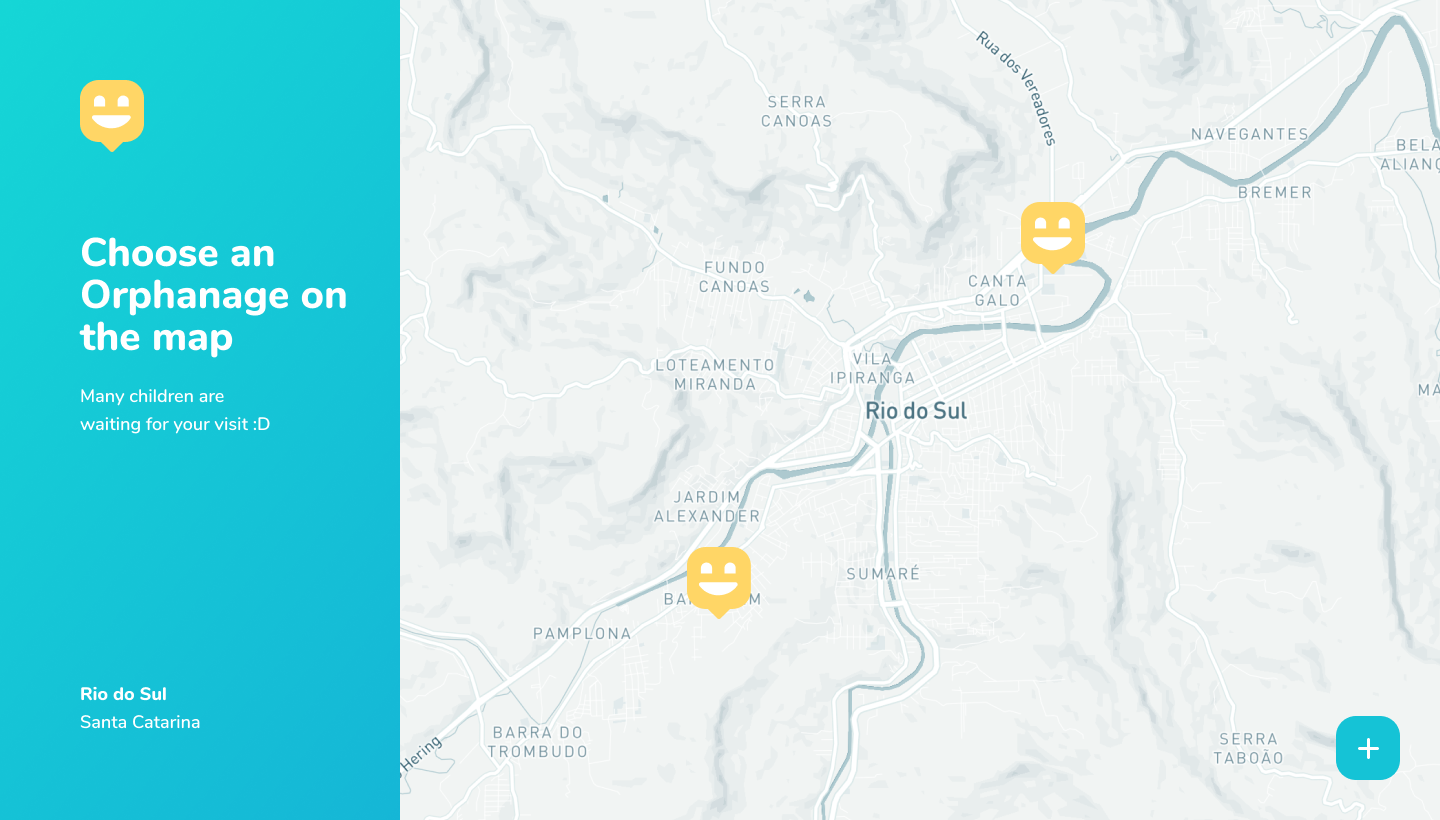 Choose an
Orphanage on
the map
Many children are
waiting for your visit :D
Rio do Sul
Santa Catarina
Rua dos Vereadores
SERRA
CANOAS
NAVEGANTES
BREMER
FUNDO
CANOAS
CANTA
GALO
LOTEAMENTO
MIRANDA
VILA
IPIRANGA
Rio do Sul
JARDIM
ALEXANDER
SUMARÉ
PAMPLONA
BARRA DO
TROMBUDO
Hering
SERRA
TABOÃO